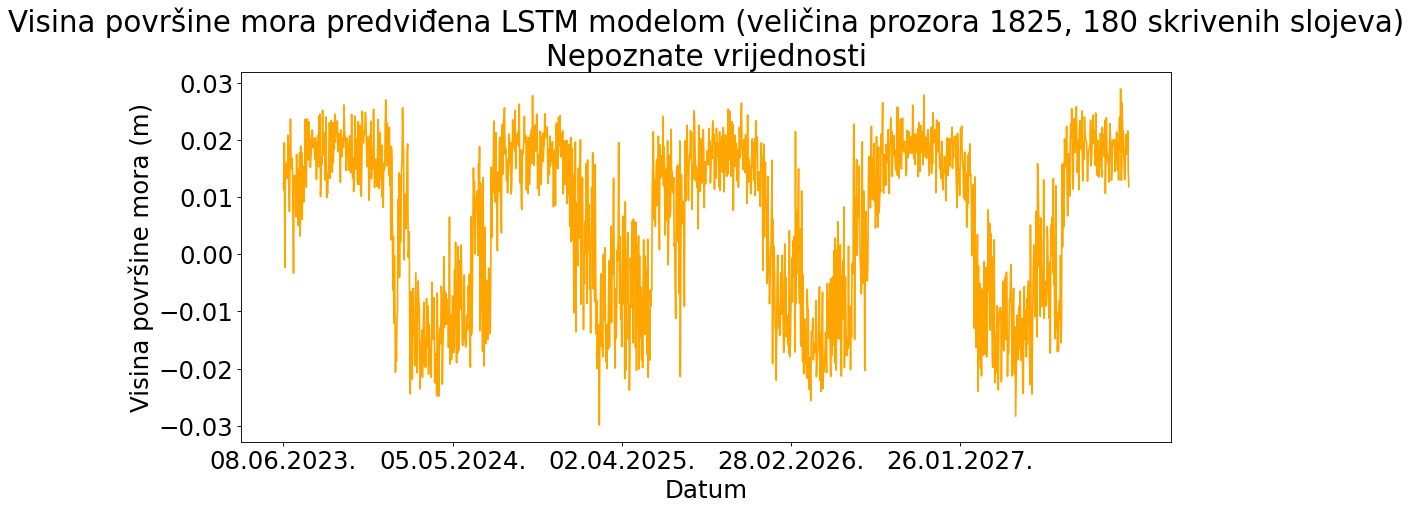 Visina površine mora predviđena LSTM modelom (veličina prozora 1825, 180 skrivenih slojeva)
Nepoznate vrijednosti
Visina površine mora (m)
0.03
0.02
0.01
0.00
−0.01
−0.02
−0.03
08.06.2023. 05.05.2024. 02.04.2025. 28.02.2026. 26.01.2027.
Datum